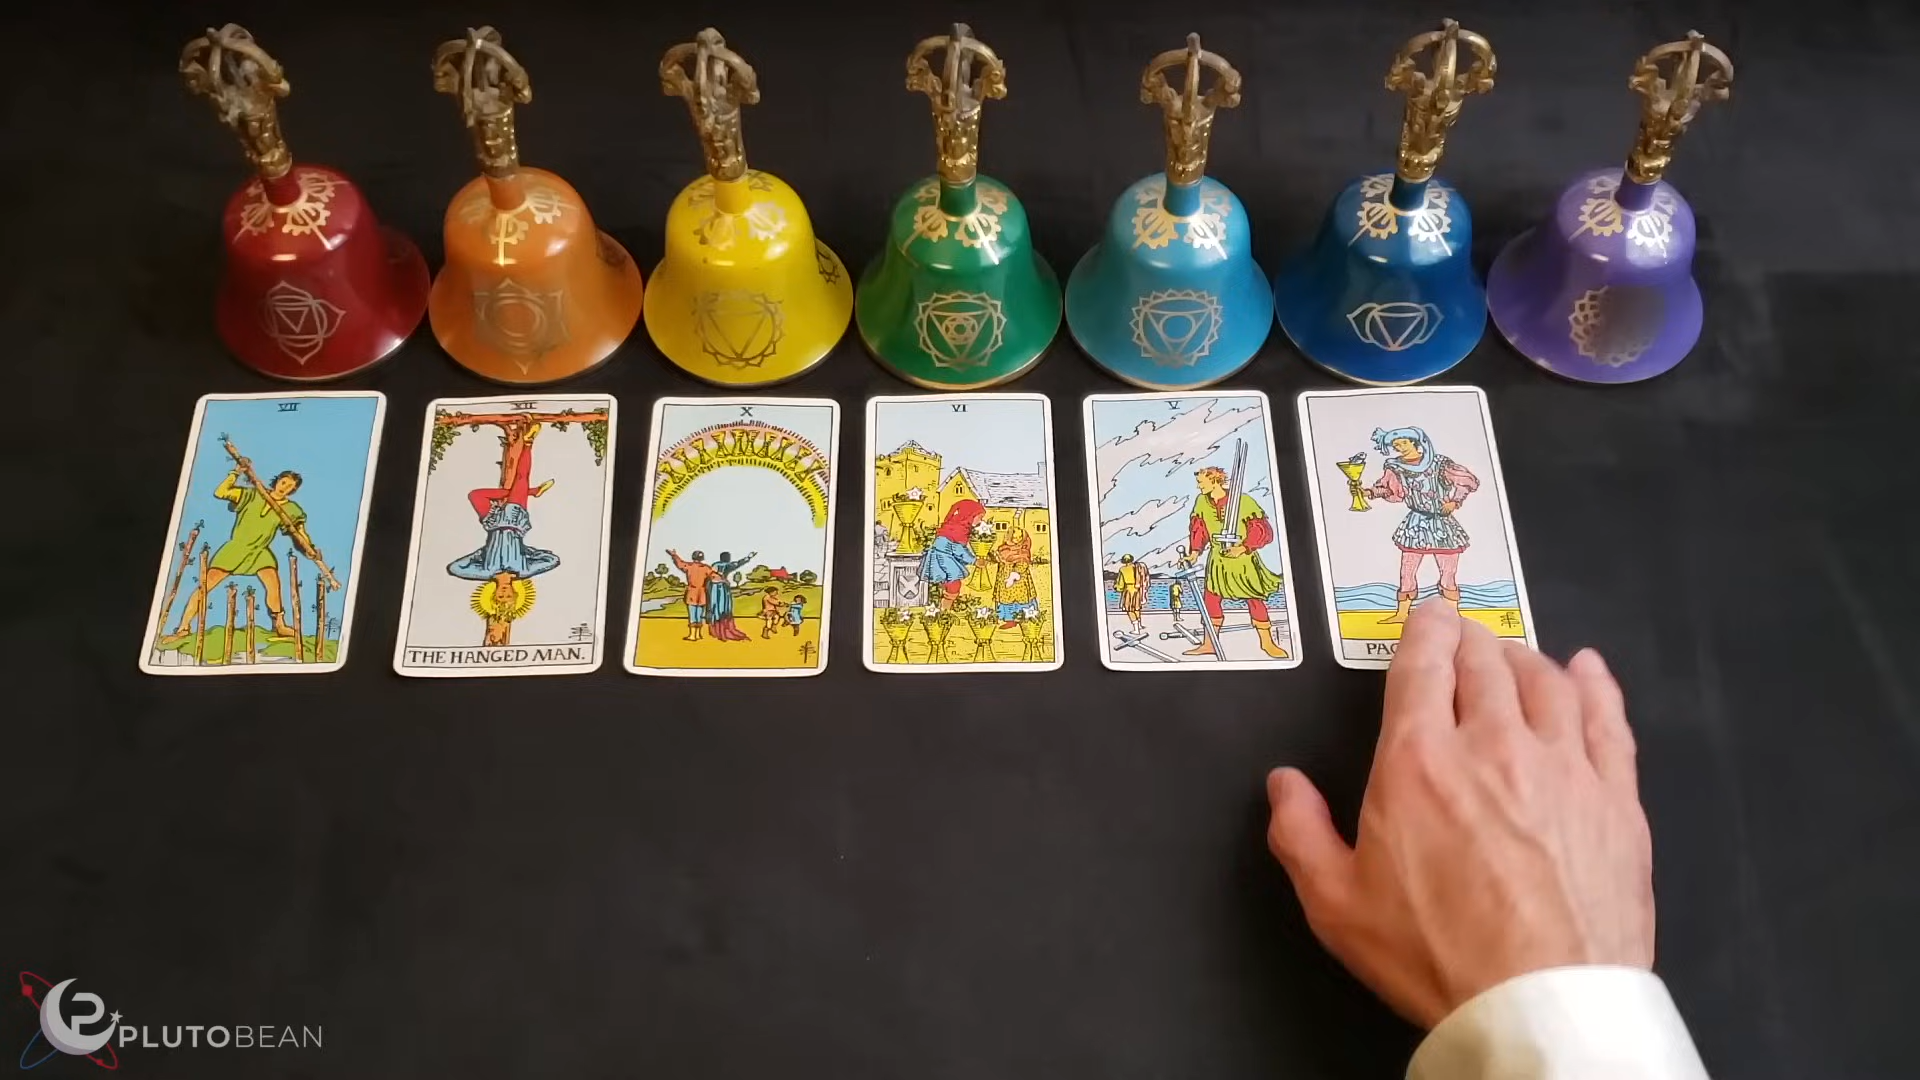 VII
XII
X
VI
V
THE HANGED MAN.
PLUTOBEAN